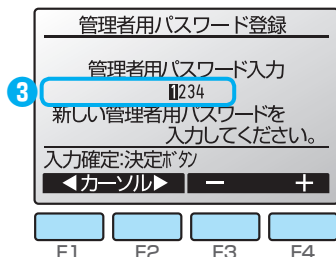 管理者用パスワード登録
管理者用パスワード入力
3
1234
新しい管理者用パスワードを
入力してください。
入力確定:決定ボタン
◀カーソル▶ － ＋
F1 F2 F3 F4